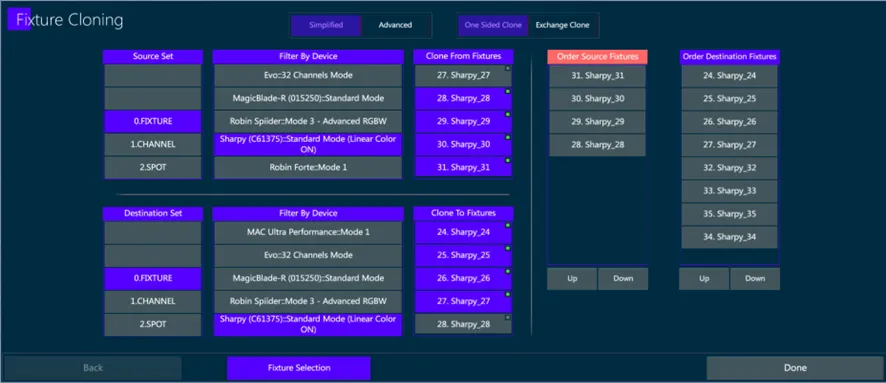 Fixture Cloning
Simplified
Advanced
One Sided Clone
Exchange Clone
Source Set
0.FIXTURE
1.CHANNEL
2.SPOT
Filter By Device
Evo::32 Channels Mode
MagicBlade-R (015250)::Standard Mode
Robin Spiider::Mode 3 - Advanced RGBW
Sharpy (C61375)::Standard Mode (Linear Color
ON)
Robin Forte::Mode 1
Clone From Fixtures
27. Sharpy_27
28. Sharpy_28
29. Sharpy_29
30. Sharpy_30
31. Sharpy_31
Destination Set
0.FIXTURE
1.CHANNEL
2.SPOT
Filter By Device
MAC Ultra Performance::Mode 1
Evo::32 Channels Mode
MagicBlade-R (015250)::Standard Mode
Robin Spiider::Mode 3 - Advanced RGBW
Sharpy (C61375)::Standard Mode (Linear Color
ON)
Clone To Fixtures
24. Sharpy_24
25. Sharpy_25
26. Sharpy_26
27. Sharpy_27
28. Sharpy_28
Order Source Fixtures
31. Sharpy_31
30. Sharpy_30
29. Sharpy_29
28. Sharpy_28
Up
Down
Order Destination Fixtures
24. Sharpy_24
25. Sharpy_25
26. Sharpy_26
27. Sharpy_27
32. Sharpy_32
33. Sharpy_33
35. Sharpy_35
34. Sharpy_34
Up
Down
Back
Fixture Selection
Done